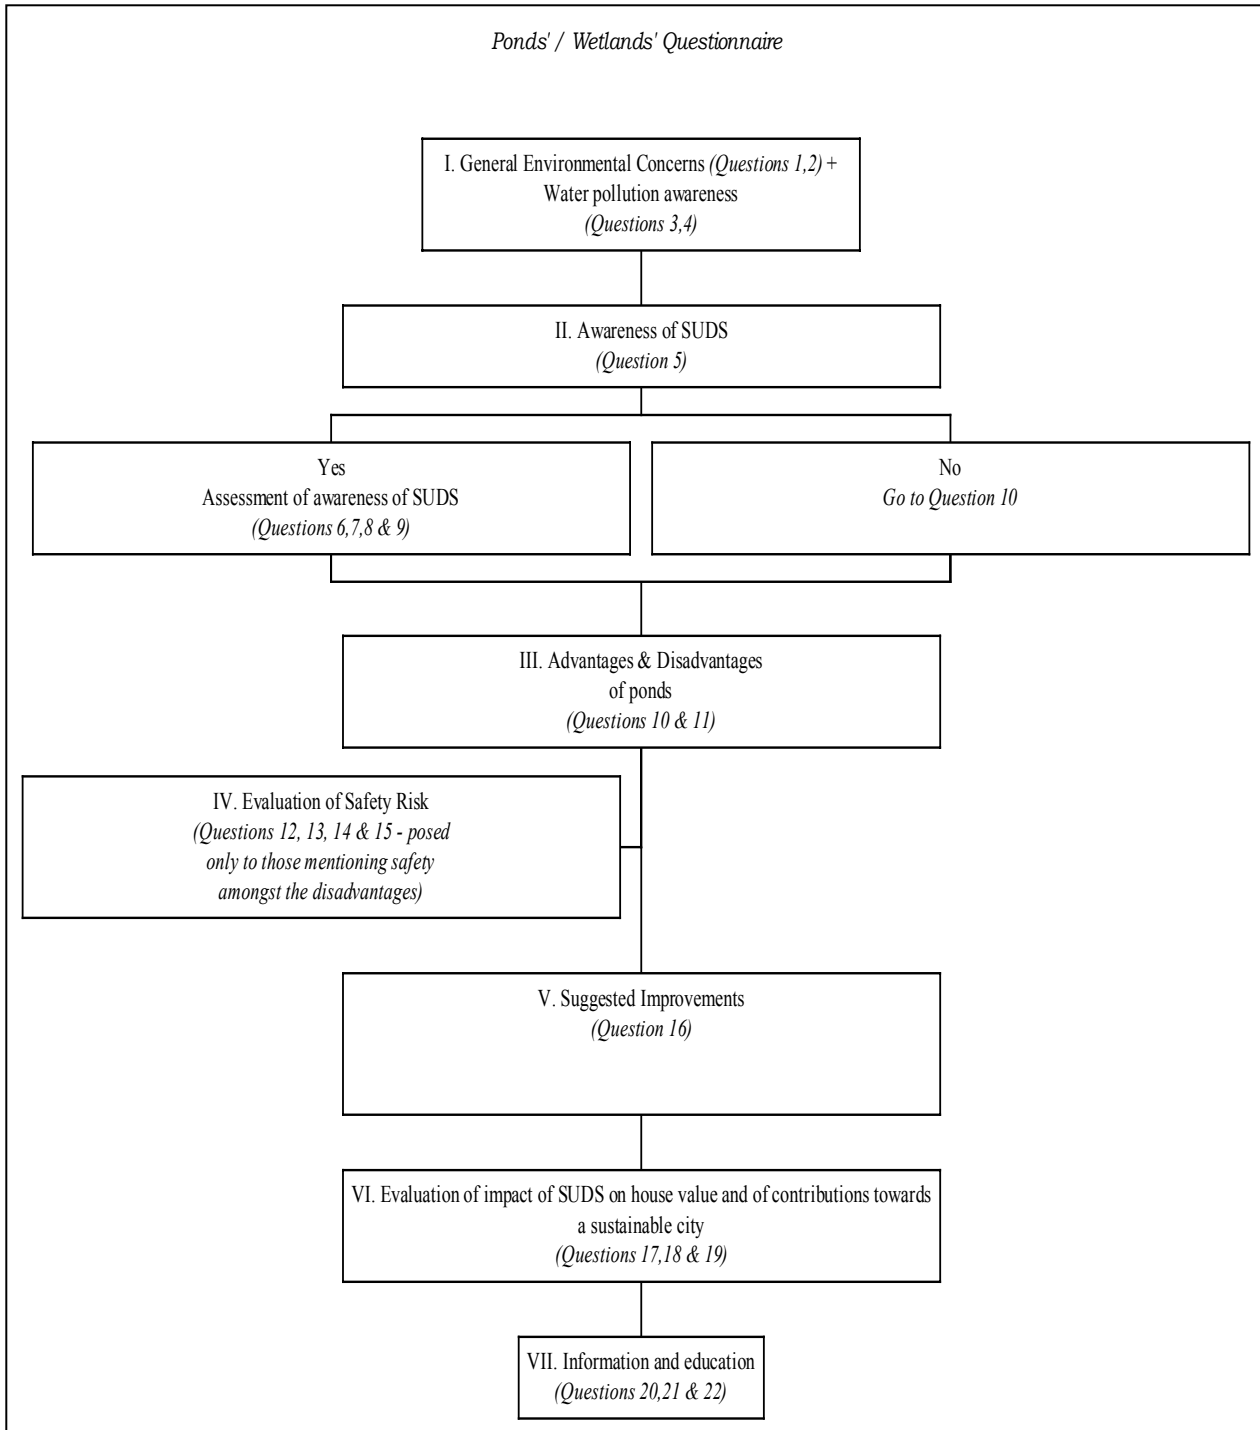 Ponds' / Wetlands' Questionnaire
I. General Environmental Concerns (Questions 1,2) +
Water pollution awareness
(Questions 3,4)
II. Awareness of SUDS
(Question 5)
Yes
Assessment of awareness of SUDS
(Questions 6,7,8 & 9)
No
Go to Question 10
III. Advantages & Disadvantages
of ponds
(Questions 10 & 11)
IV. Evaluation of Safety Risk
(Questions 12, 13, 14 & 15 - posed
only to those mentioning safety
amongst the disadvantages)
V. Suggested Improvements
(Question 16)
VI. Evaluation of impact of SUDS on house value and of contributions towards
a sustainable city
(Questions 17,18 & 19)
VII. Information and education
(Questions 20,21 & 22)